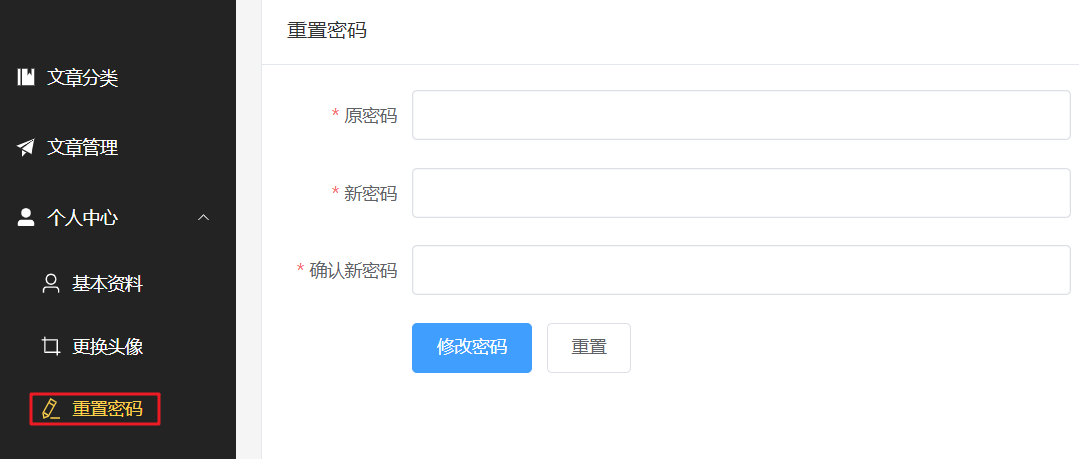 文章分类
文章管理
个人中心
基本资料
更换头像
重置密码
重置密码
* 原密码
* 新密码
* 确认新密码
修改密码 重置